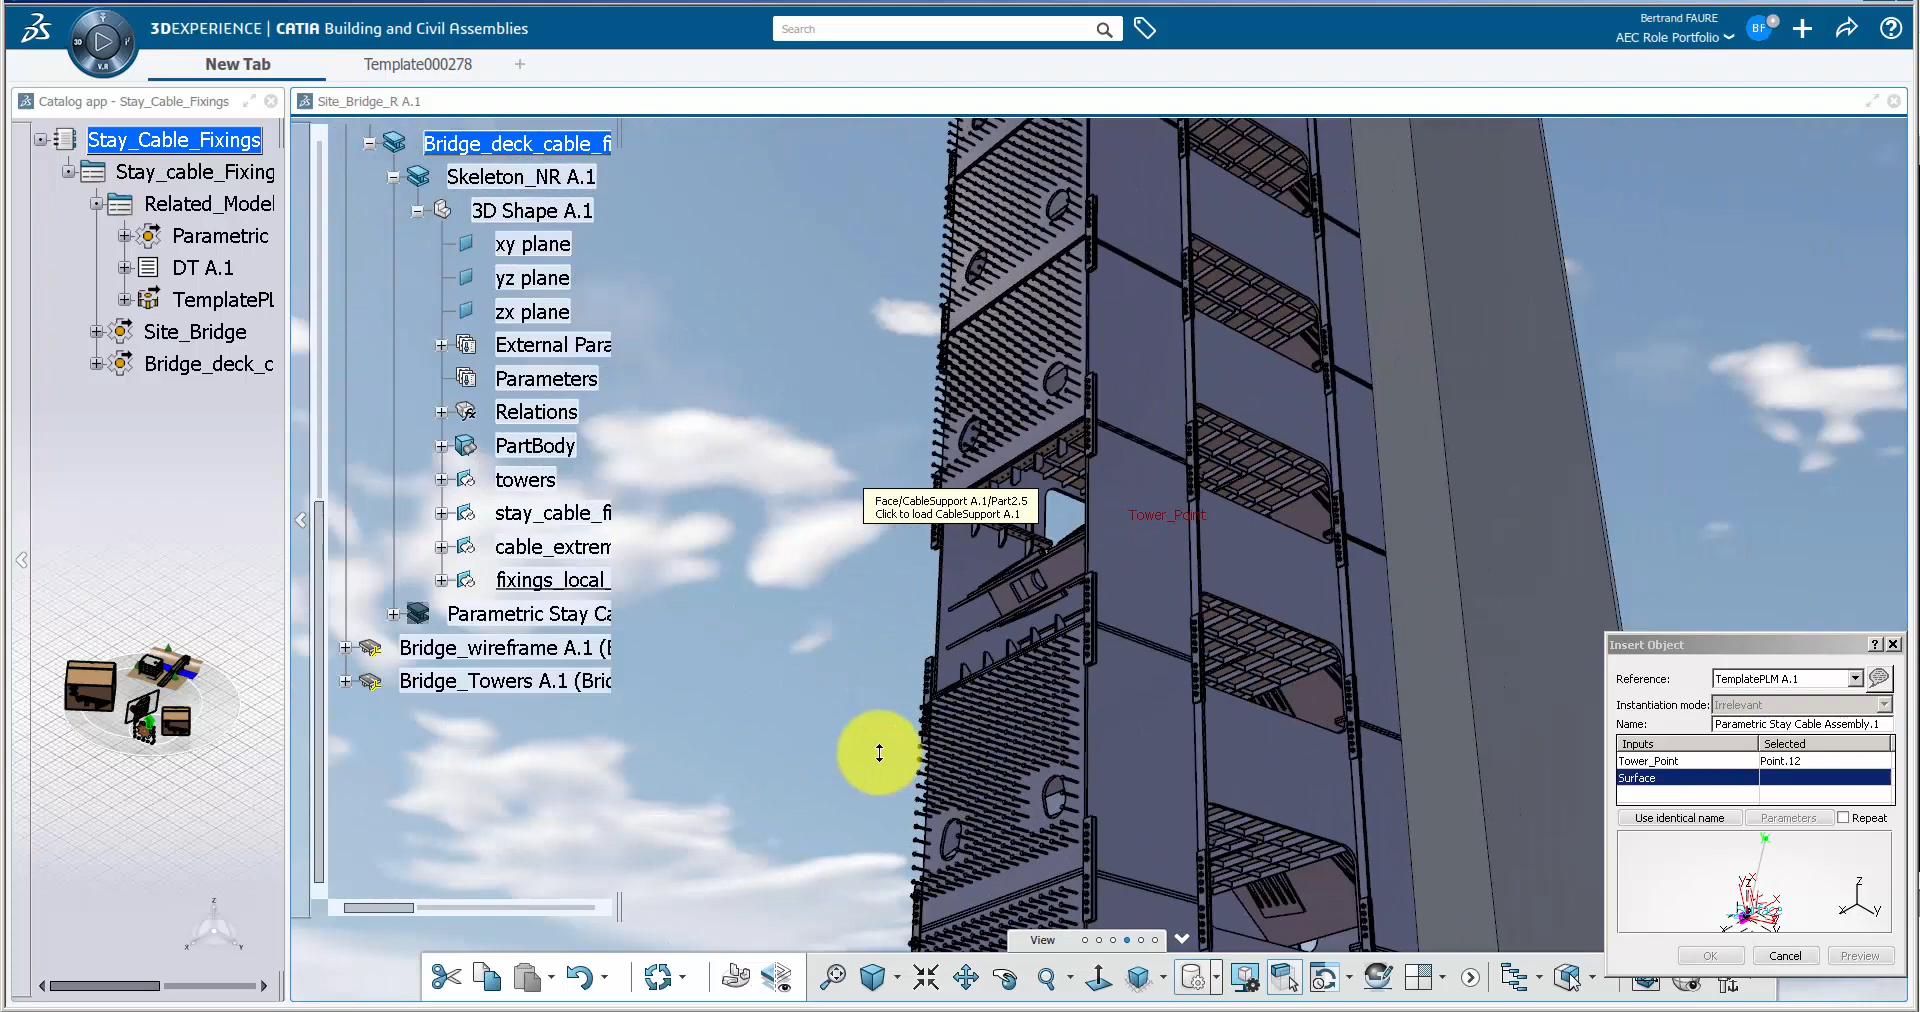 3DEXPERIENCE | CATIA Building and Civil Assemblies
Search
Bertrand FAURE
AEC Role Portfolio
BF
3D
V.R
New Tab
Template000278
Catalog app - Stay_Cable_Fixings
Site_Bridge_R A.1
Stay_Cable_Fixings
Stay_cable_Fixing
Related_Model
Parametric
DT A.1
TemplatePL
Site_Bridge
Bridge_deck_c
Bridge_deck_cable_fi
Skeleton_NR A.1
3D Shape A.1
xy plane
yz plane
zx plane
External Para
Parameters
Relations
PartBody
towers
stay_cable_fi
cable_extrem
fixings_local_
Parametric Stay Ca
Bridge_wireframe A.1 (B
Bridge_Towers A.1 (Bric
Face/CableSupport A.1/Part2.5
Click to load CableSupport A.1
Tower_Point
Insert Object
Reference:
TemplatePLM A.1
Instantiation mode:
Irrelevant
Name:
Parametric Stay Cable Assembly.1
Inputs
Selected
Tower_Point
Point.12
Surface
Use identical name
Parameters
Repeat
OK
Cancel
Preview
View